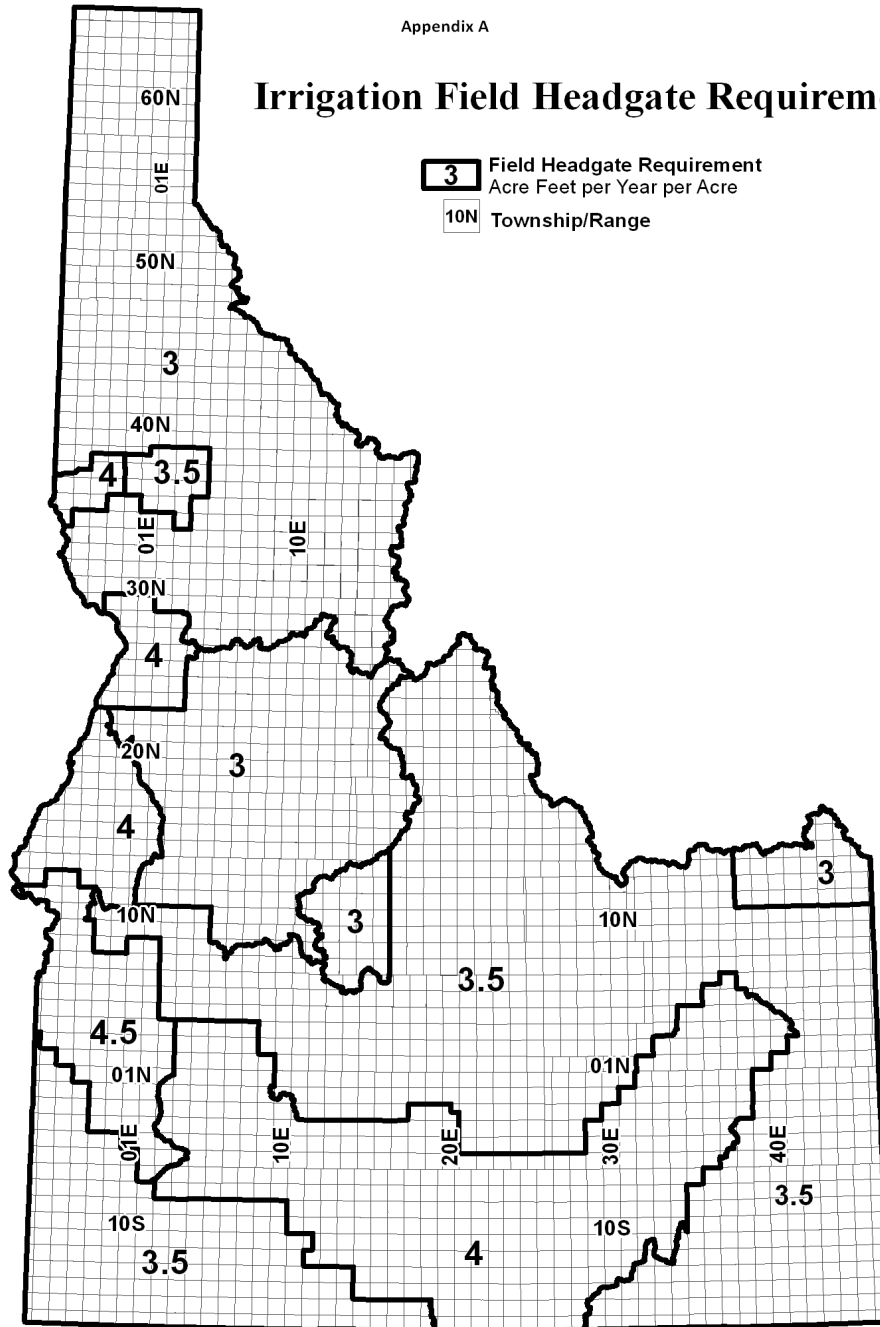 Appendix A
Irrigation Field Headgate Requirem
3 Field Headgate Requirement
Acre Feet per Year per Acre
10N Township/Range
60N
01E
50N
3
40N
4
3.5
01E
10E
30N
4
20N
3
4
3
10N
3
10N
3.5
4.5
01N
01N
01E
10E
20E
30E
40E
3.5
10S
10S
4
3.5